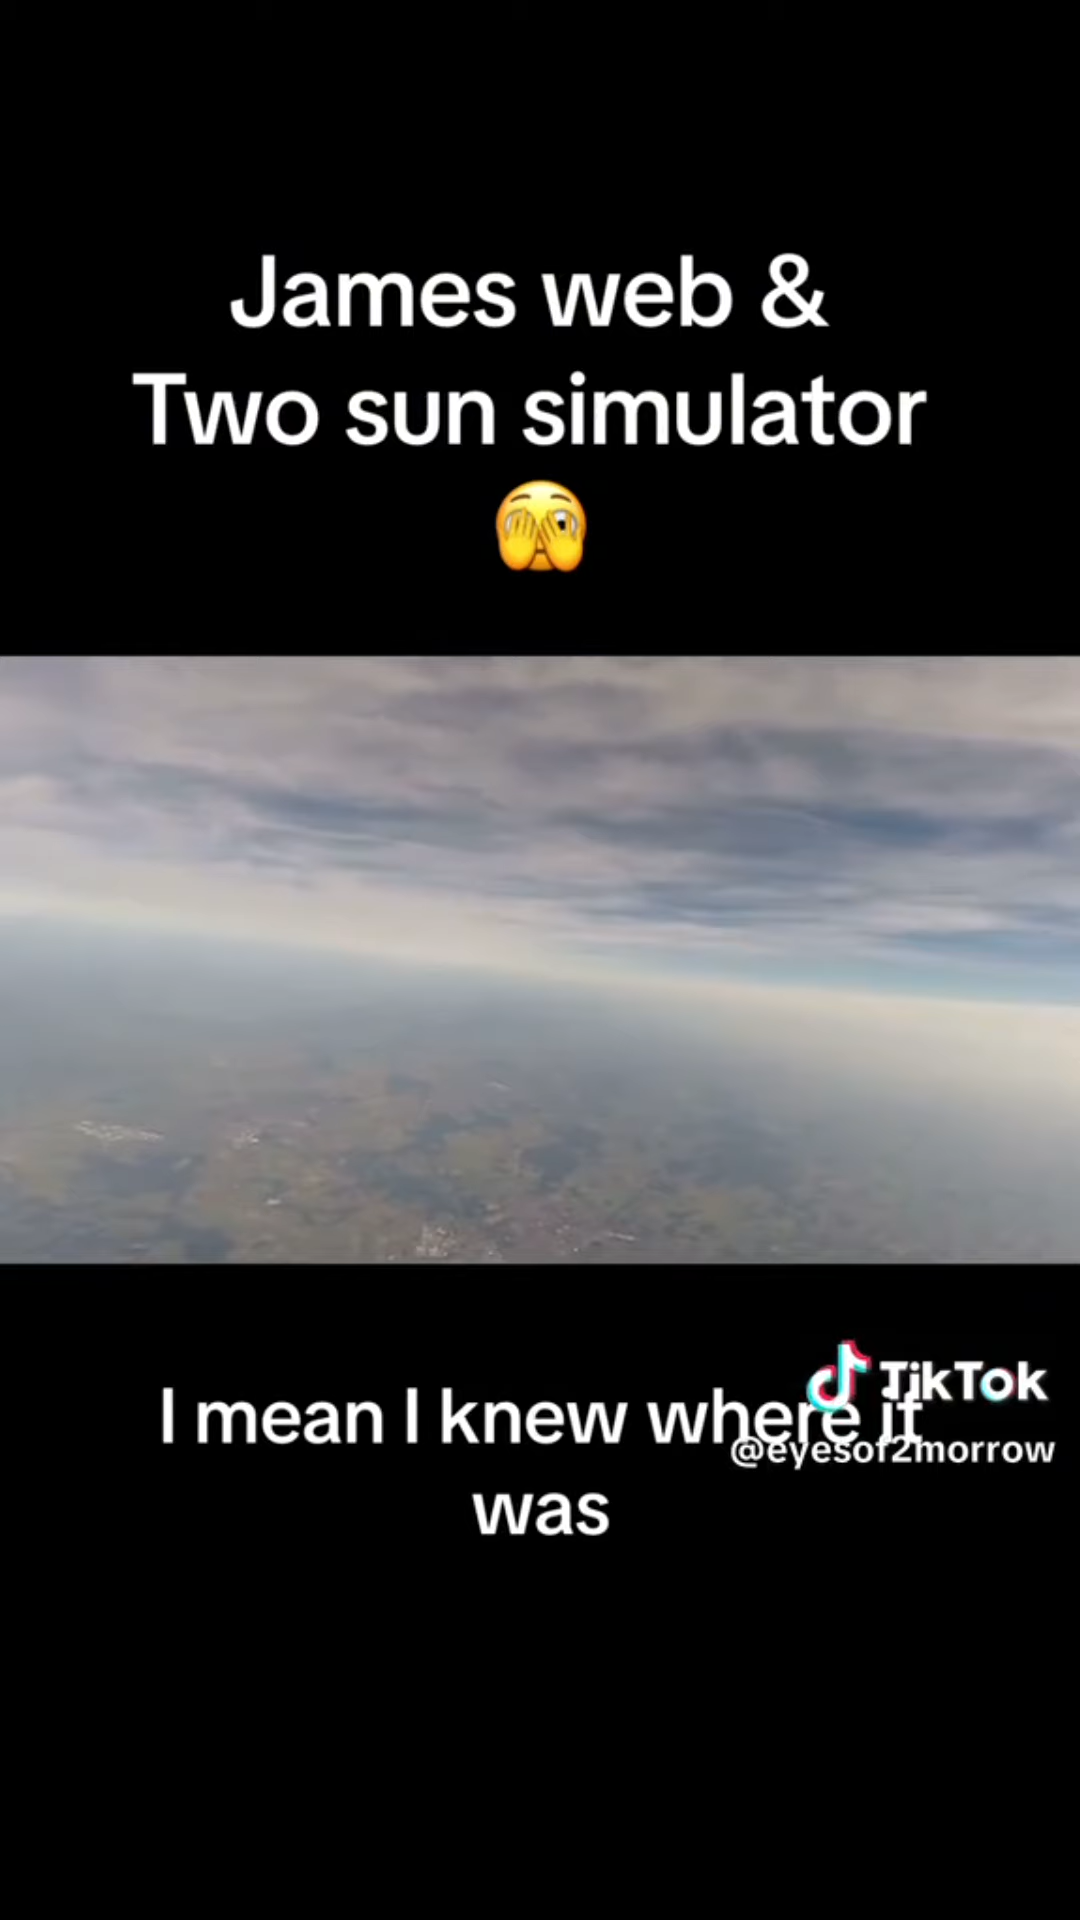 James web &
Two sun simulator
🫣
I mean I knew where it
was
TikTok
@eyesof2morrow